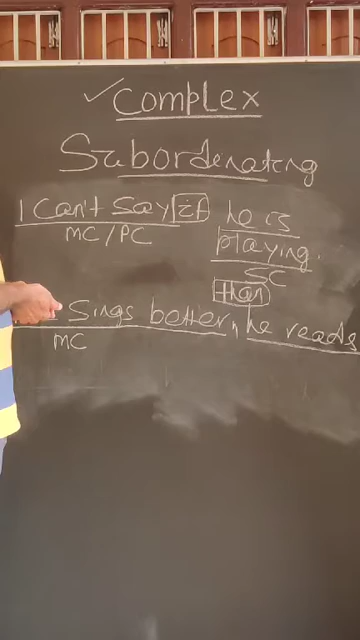 ✓Complex
Subordenating
I Can't Say if he is
MC/PC playing.
SC
than
Sings better, he reads
MC